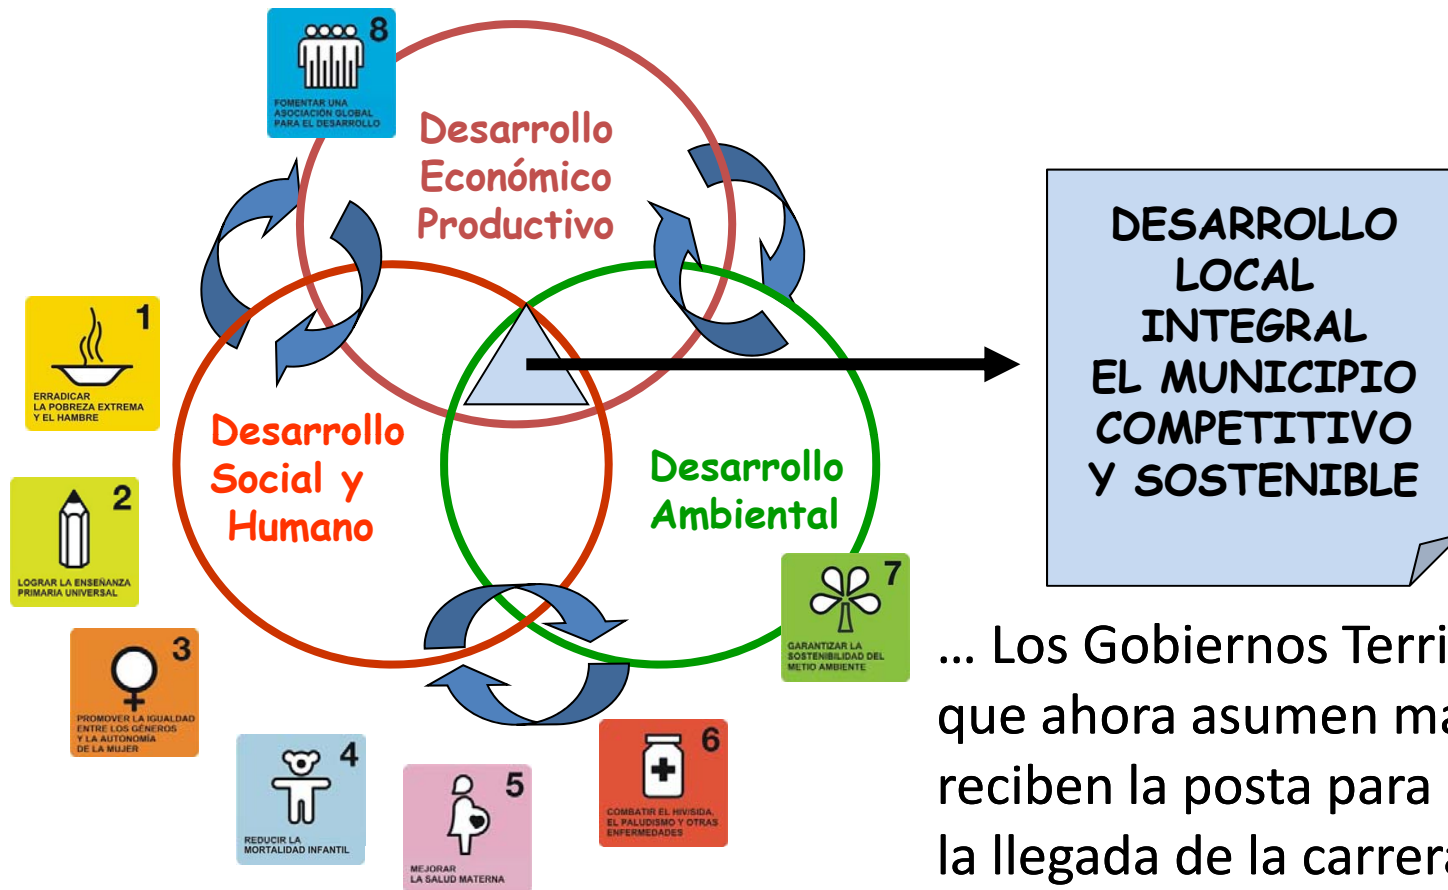 8
FOMENTAR UNA
ASOCIACIÓN GLOBAL
PARA EL DESARROLLO
Desarrollo
Económico
Productivo
1
ERRADICAR
LA POBREZA EXTREMA
Y EL HAMBRE
2
LOGRAR LA ENSEÑANZA
PRIMARIA UNIVERSAL
3
PROMOVER LA IGUALDAD
ENTRE LOS GÉNEROS
Y LA AUTONOMÍA
DE LA MUJER
Desarrollo
Social y
Humano
Desarrollo
Ambiental
4
REDUCIR LA
MORTALIDAD INFANTIL
5
MEJORAR
LA SALUD MATERNA
6
COMBATIR EL HIV/SIDA,
EL PALUDISMO Y OTRAS
ENFERMEDADES
7
GARANTIZAR LA
SOSTENIBILIDAD DEL
METIO AMBIENTE
DESARROLLO
LOCAL
INTEGRAL
EL MUNICIPIO
COMPETITIVO
Y SOSTENIBLE
... Los Gobiernos Terri
que ahora asumen ma
reciben la posta para
la llegada de la carrera